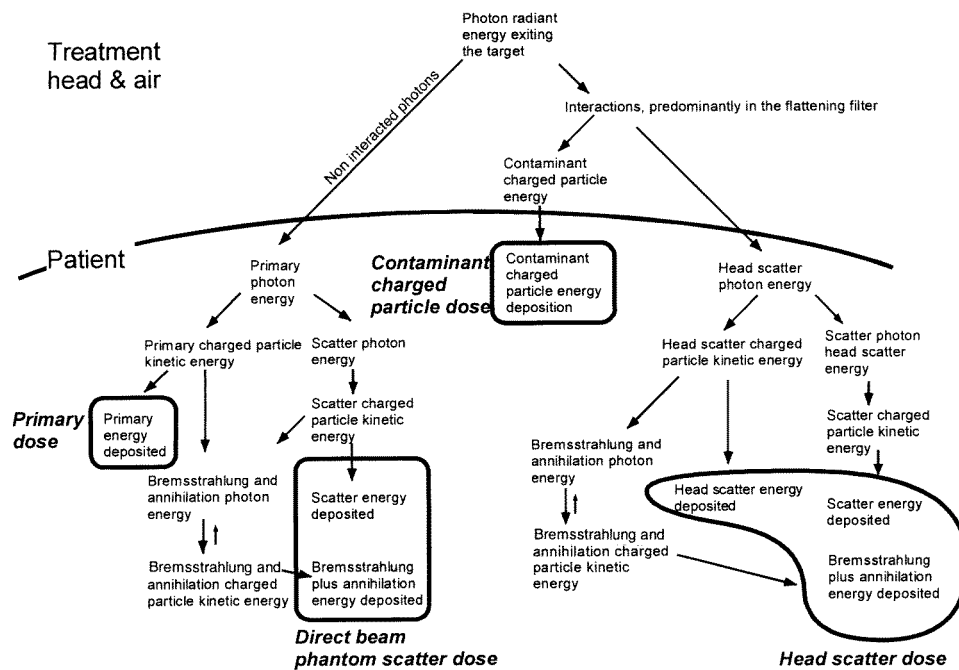 Photon radiant
energy exiting
the target
Treatment
head & air
Non interacted photons
Interactions, predominantly in the flattening filter
Contaminant
charged particle
energy
Patient
Primary
photon
energy
Contaminant
charged
particle dose
Contaminant
charged
particle energy
deposition
Head scatter
photon energy
Primary charged particle
kinetic energy
Scatter photon
energy
Head scatter charged
particle kinetic energy
Scatter photon
head scatter
energy
Primary
dose
Primary
energy
deposited
Scatter charged
particle kinetic
energy
Scatter charged
particle kinetic
energy
Bremsstrahlung and
annihilation photon
energy
Bremsstrahlung and
annihilation photon
energy
Scatter energy
deposited
Head scatter energy
deposited
Scatter energy
deposited
Bremsstrahlung and
annihilation charged
particle kinetic energy
Bremsstrahlung
plus annihilation
energy deposited
Bremsstrahlung and
annihilation charged
particle kinetic
energy
Bremsstrahlung
plus annihilation
energy deposited
Direct beam
phantom scatter dose
Head scatter dose